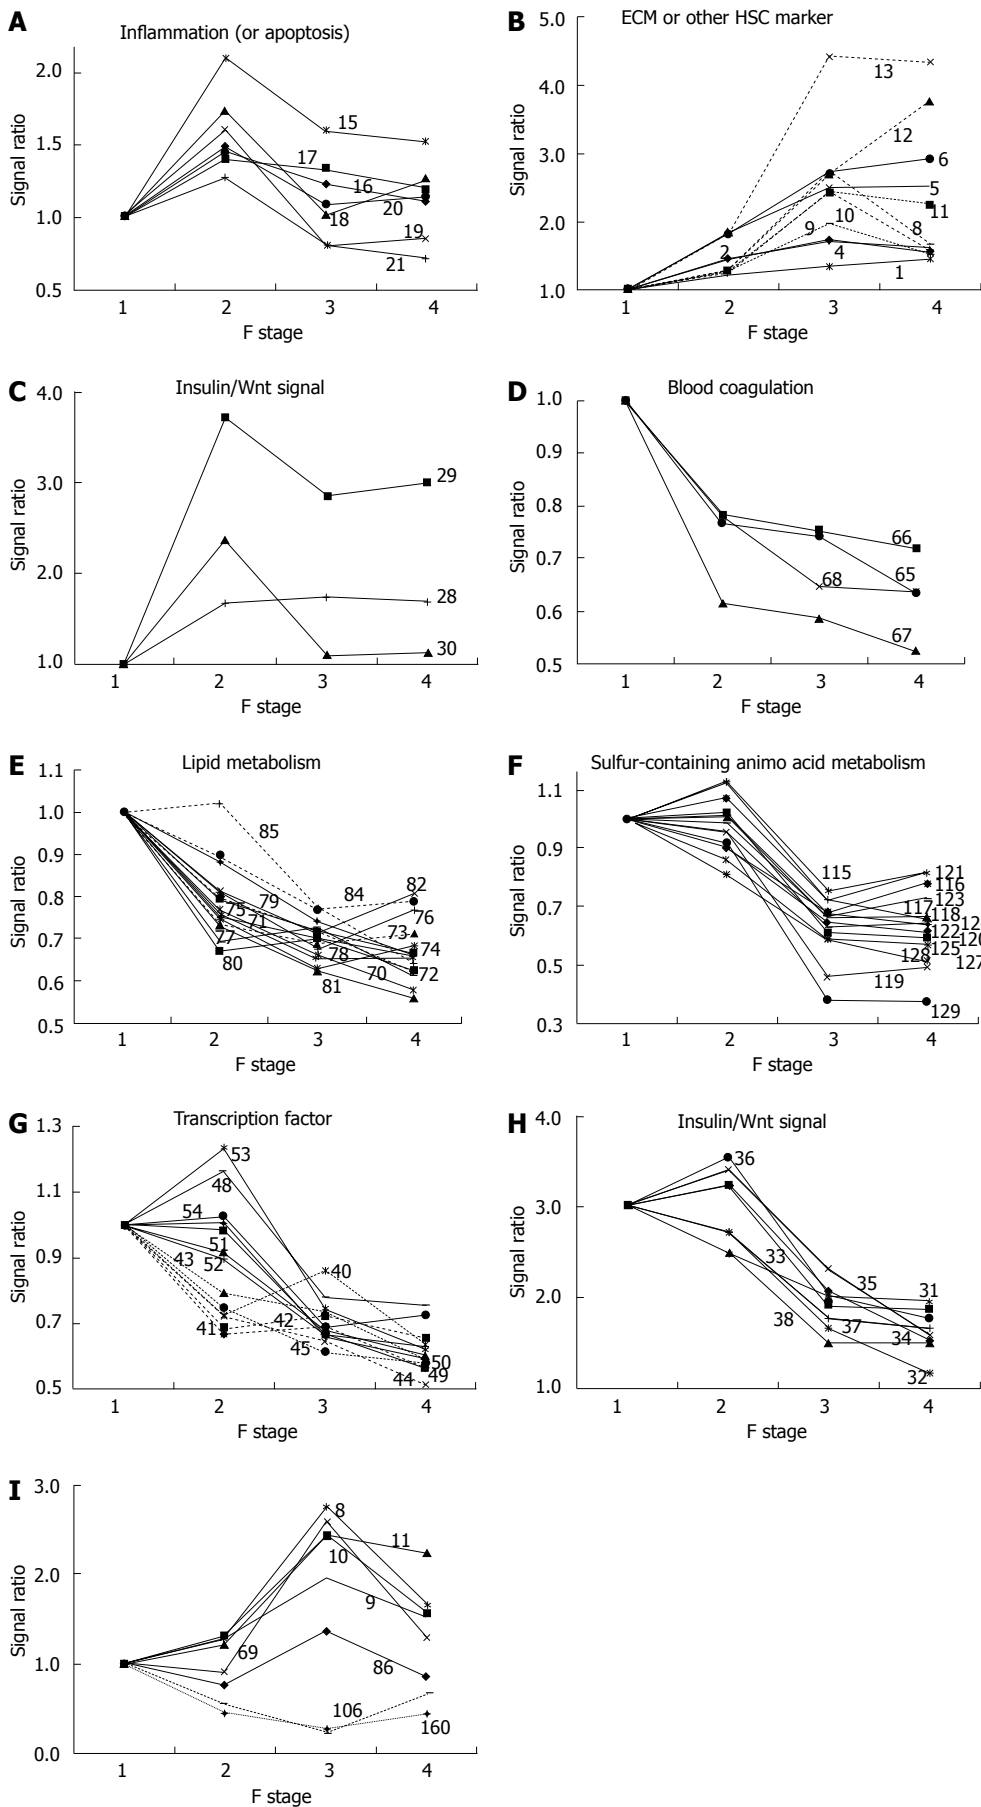 A
Inflammation (or apoptosis)
Signal ratio
2.0
1.5
1.0
0.5
15
17
16
18
20
19
21
1 2 3 4
F stage
B
ECM or other HSC marker
Signal ratio
5.0
4.0
3.0
2.0
1.0
13
12
6
5
11
10
9
8
2
4
1
1 2 3 4
F stage
C
Insulin/Wnt signal
Signal ratio
4.0
3.0
2.0
1.0
29
28
30
1 2 3 4
F stage
D
Blood coagulation
Signal ratio
1.0
0.9
0.8
0.7
0.6
0.5
66
68
65
67
1 2 3 4
F stage
E
Lipid metabolism
Signal ratio
1.1
1.0
0.9
0.8
0.7
0.6
0.5
85
84
82
79
75
71
76
77
73
78
74
80
70
72
81
1 2 3 4
F stage
F
Sulfur-containing animo acid metabolism
Signal ratio
1.1
0.9
0.7
0.5
0.3
115
121
116
123
117
118
122
120
125
128
127
119
129
1 2 3 4
F stage
G
Transcription factor
Signal ratio
1.3
1.1
0.9
0.7
0.5
53
48
54
51
43
52
40
41
42
45
50
44
49
1 2 3 4
F stage
H
Insulin/Wnt signal
Signal ratio
4.0
3.0
2.0
1.0
36
33
35
31
38
37
34
32
1 2 3 4
F stage
I
Signal ratio
3.0
2.0
1.0
0.0
8
11
10
9
69
86
106
160
1 2 3 4
F stage